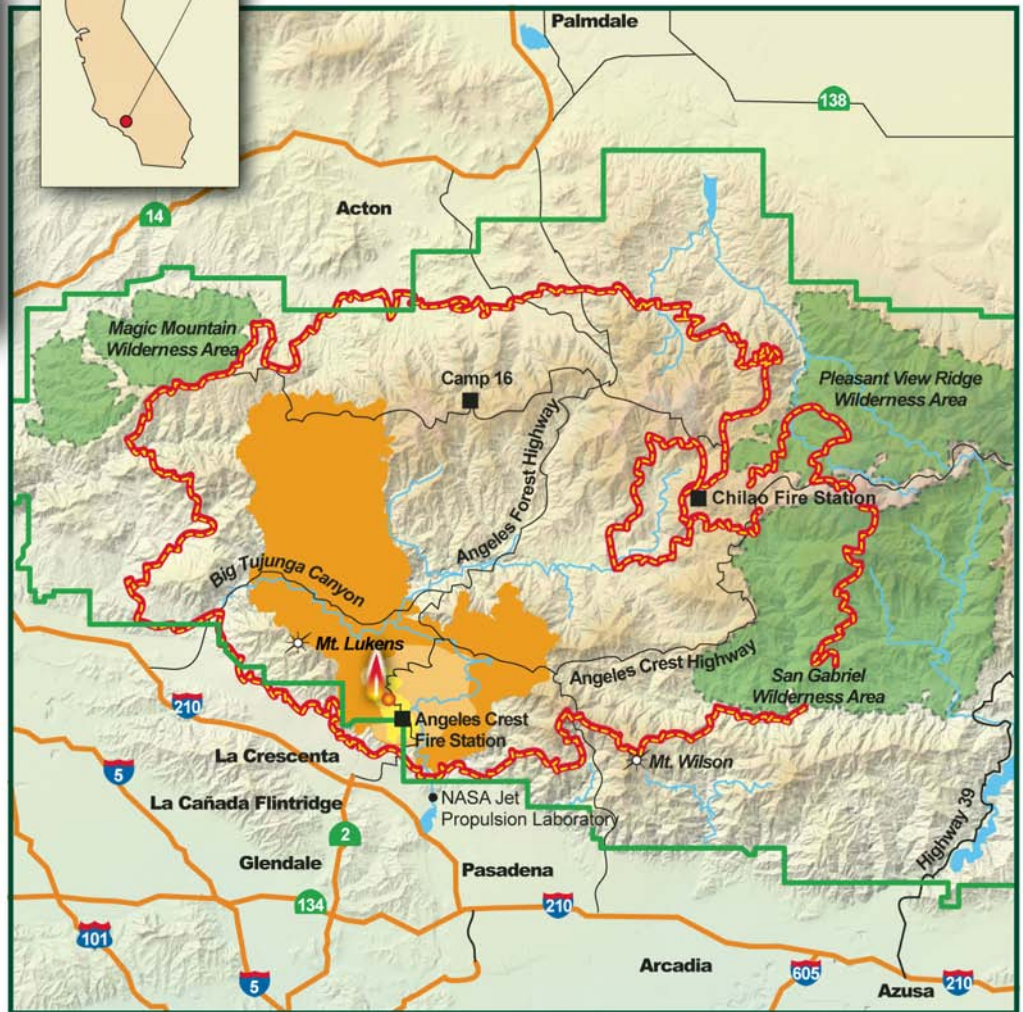 Palmdale
138
14
Acton
Magic Mountain
Wilderness Area
Camp 16
Pleasant View Ridge
Wilderness Area
Angeles Forest Highway
Chilao Fire Station
Big Tujunga Canyon
Mt. Lukens
Angeles Crest Highway
San Gabriel
Wilderness Area
210
Angeles Crest
Fire Station
La Crescenta
Mt. Wilson
5
La Cañada Flintridge
NASA Jet
Propulsion Laboratory
2
Highway 39
Glendale
Pasadena
134
210
101
Arcadia
605
5
Azusa
210